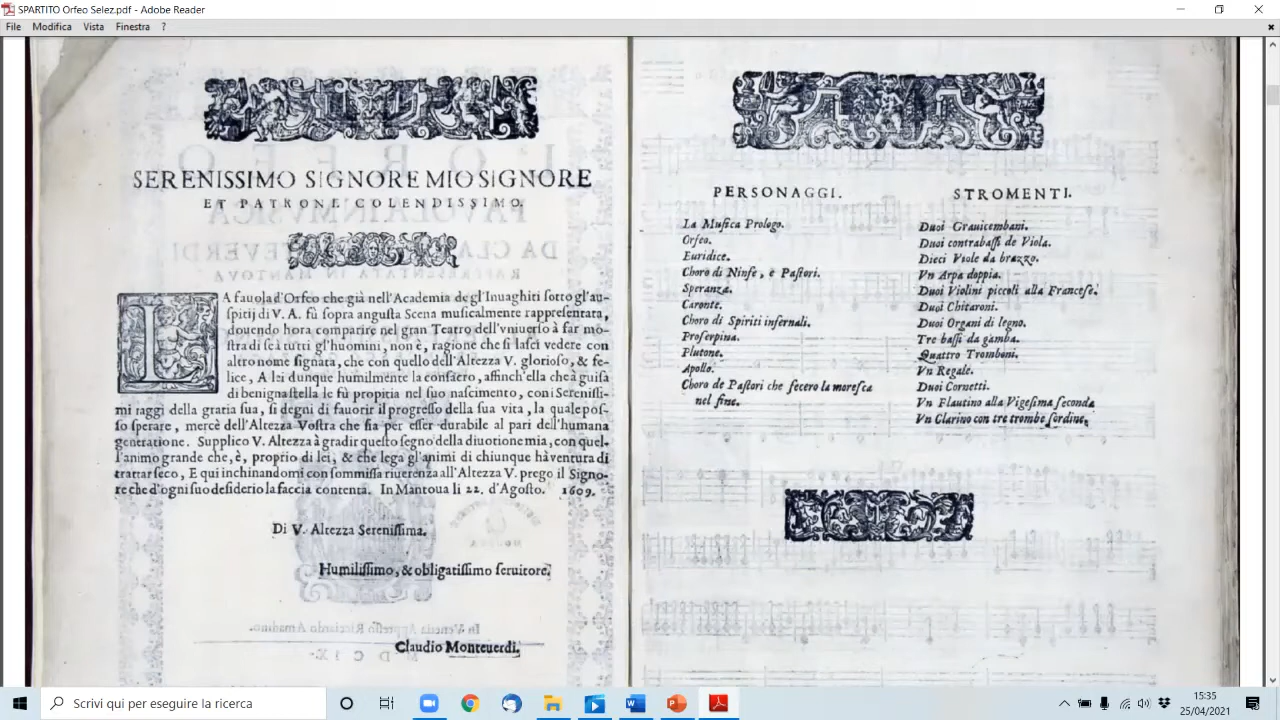 SPARTITO Orfeo Selez.pdf - Adobe Reader
File Modifica Vista Finestra ?
SERENISSIMO SIGNORE MIO SIGNORE
ET PATRONE COLENDISSIMO.
LA fauola d'Orfeo che già nell'Academia de gl'Inuaghiti sotto gl'au-
spitij di V. A. fù sopra angusta Scena musicalmente rappresentata,
douendo hora comparire nel gran Teatro dell'vniuerso à far mo-
stra di se à tutti gl'huomini, non è, ragione che si lasci vedere con
altro nome signata, che con quello dell'Altezza V. glorioso, & fe-
lice, A lei dunque humilmente la consacro, affinch'ella che à guisa
di benigna stella le fù propitia nel suo nascimento, con i Serenissi-
mi raggi della gratia sua, si degni di fauorir il progresso della sua vita, la quale pos-
so sperare, mercè dell'Altezza Vostra che sia per esser durabile al pari dell'humana
generatione. Supplico V. Altezza à gradir questo segno della diuotione mia, con quel-
l'animo grande che, è, proprio di lei, & che lega gl'animi di chiunque hà ventura di
trattar seco, E qui inchinandomi con sommissa riuerenza all'Altezza V. prego il Signo-
re che d'ogni suo desiderio la faccia contenta. In Mantoua li 22. d'Agosto. 1609.
Di V. Altezza Serenissima.
Humilissimo, & obligatissimo seruitore,
Claudio Monteuerdi.
PERSONAGGI.
La Musica Prologo.
Orfeo.
Euridice.
Choro di Ninfe, e Pastori.
Speranza.
Caronte.
Choro di Spiriti infernali.
Proserpina.
Plutone.
Apollo.
Choro de Pastori che fecero la moresca
nel fine.
STROMENTI.
Duoi Grauicembani.
Duoi contrabassi de Viola.
Dieci Viole da brazzo.
Vn Arpa doppia.
Duoi Violini piccoli alla Francese.
Duoi Chitaroni.
Duoi Organi di legno.
Tre bassi da gamba.
Quattro Tromboni.
Vn Regale.
Duoi Cornetti.
Vn Flautino alla Vigesima seconda
Vn Clarino con tre trombe sordine.
Scrivi qui per eseguire la ricerca
15:35
25/04/2021